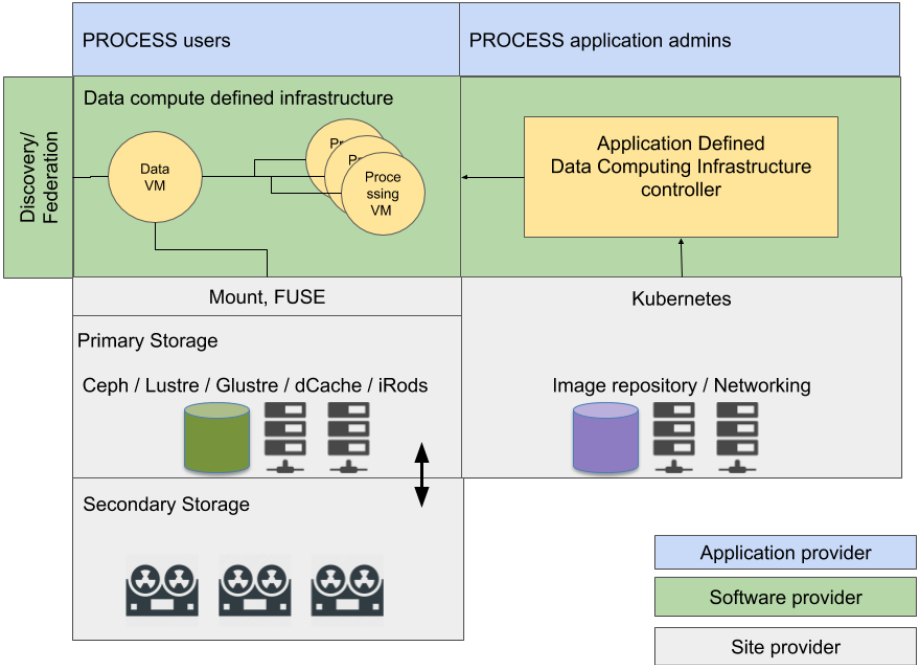 PROCESS users
PROCESS application admins
Discovery/
Federation
Data compute defined infrastructure
Data
VM
Pr
P
Proce
ssing
VM
Application Defined
Data Computing Infrastructure
controller
Mount, FUSE
Kubernetes
Primary Storage
Ceph / Lustre / Glustre / dCache / iRods
Image repository / Networking
Secondary Storage
Application provider
Software provider
Site provider